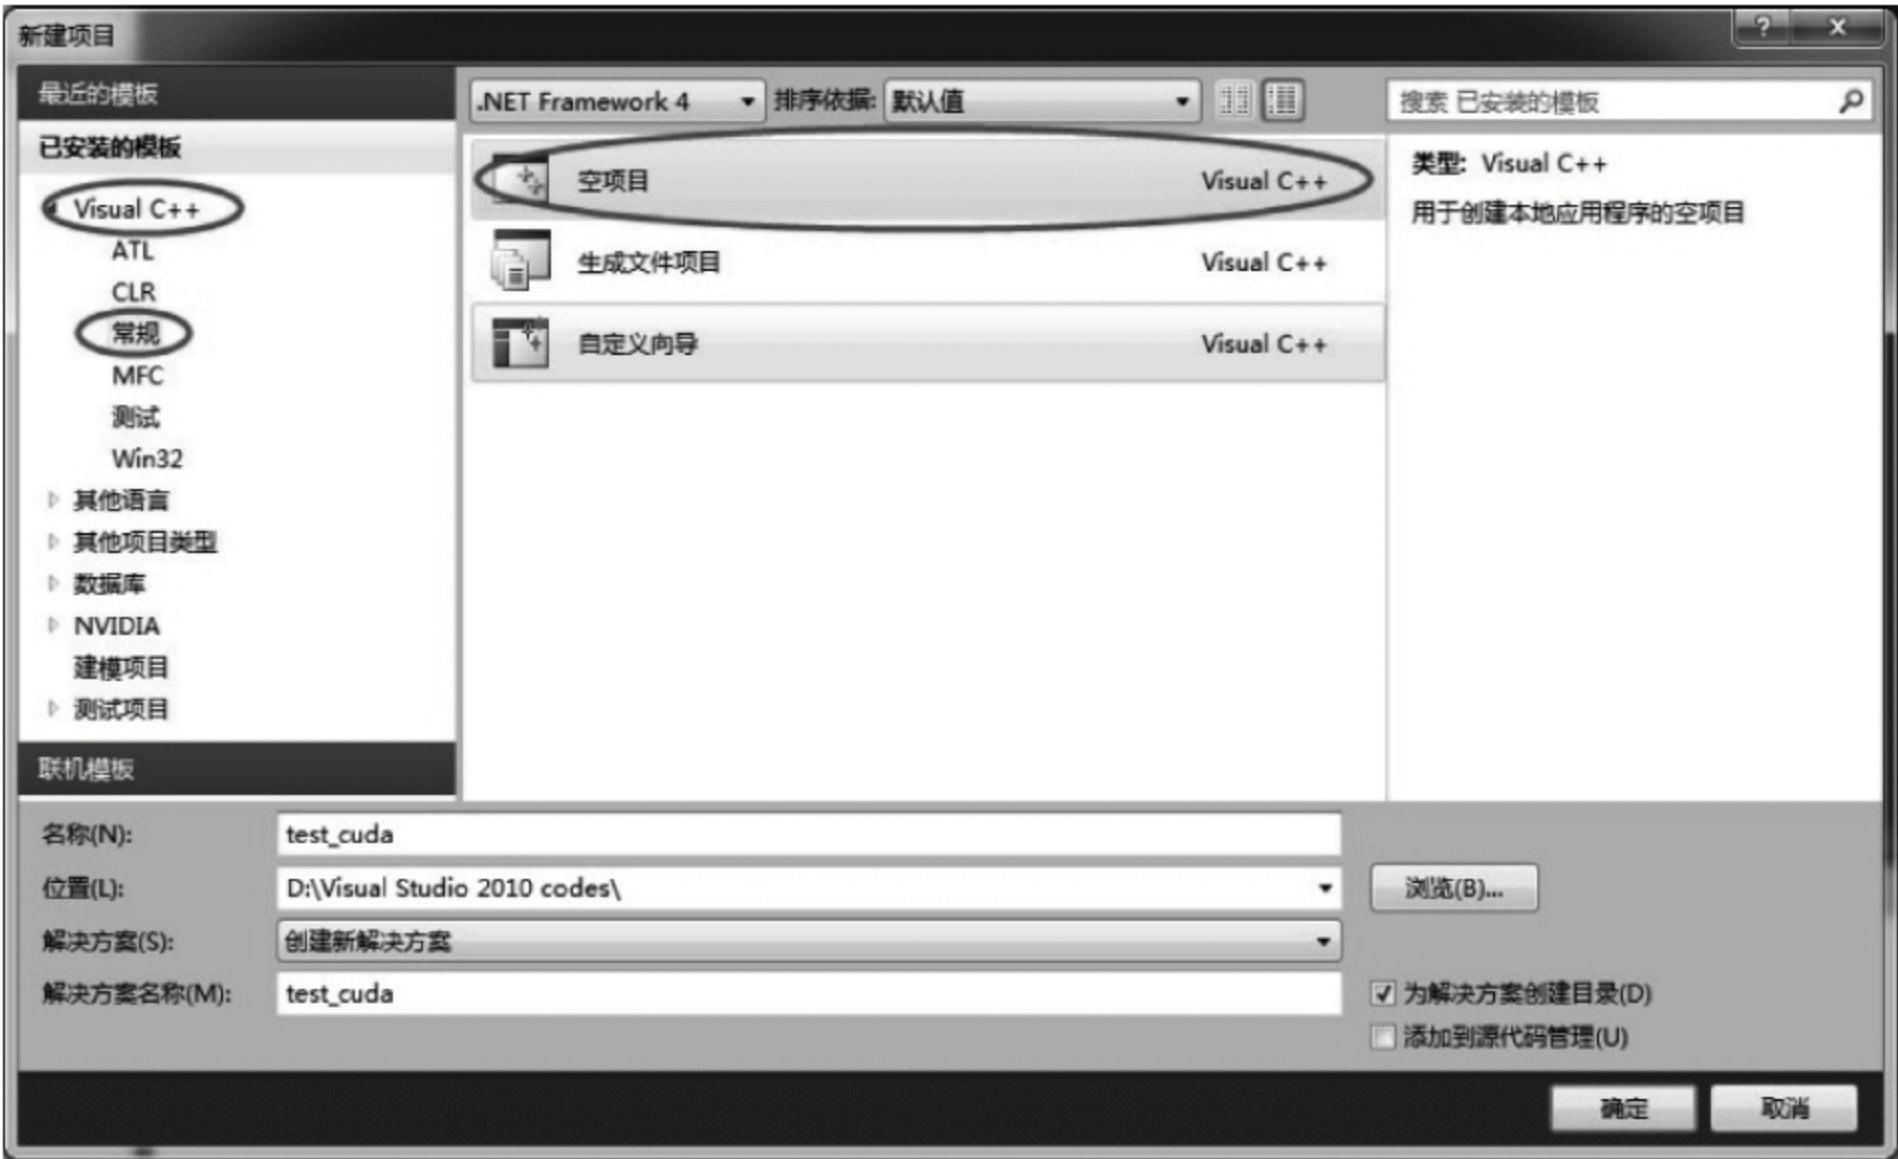 新建项目
最近的模板
.NET Framework 4
排序依据: 默认值
搜索 已安装的模板
已安装的模板
Visual C++
ATL
CLR
常规
MFC
测试
Win32
其他语言
其他项目类型
数据库
NVIDIA
建模项目
测试项目
联机模板
空项目 Visual C++
生成文件项目 Visual C++
自定义向导 Visual C++
类型: Visual C++
用于创建本地应用程序的空项目
名称(N): test_cuda
位置(L): D:\Visual Studio 2010 codes\
浏览(B)...
解决方案(S): 创建新解决方案
解决方案名称(M): test_cuda
为解决方案创建目录(D)
添加到源代码管理(U)
确定
取消